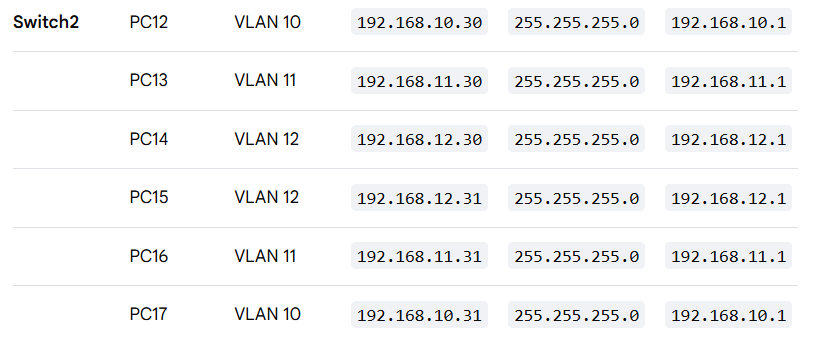 Switch2 PC12 VLAN 10 192.168.10.30 255.255.255.0 192.168.10.1
PC13 VLAN 11 192.168.11.30 255.255.255.0 192.168.11.1
PC14 VLAN 12 192.168.12.30 255.255.255.0 192.168.12.1
PC15 VLAN 12 192.168.12.31 255.255.255.0 192.168.12.1
PC16 VLAN 11 192.168.11.31 255.255.255.0 192.168.11.1
PC17 VLAN 10 192.168.10.31 255.255.255.0 192.168.10.1